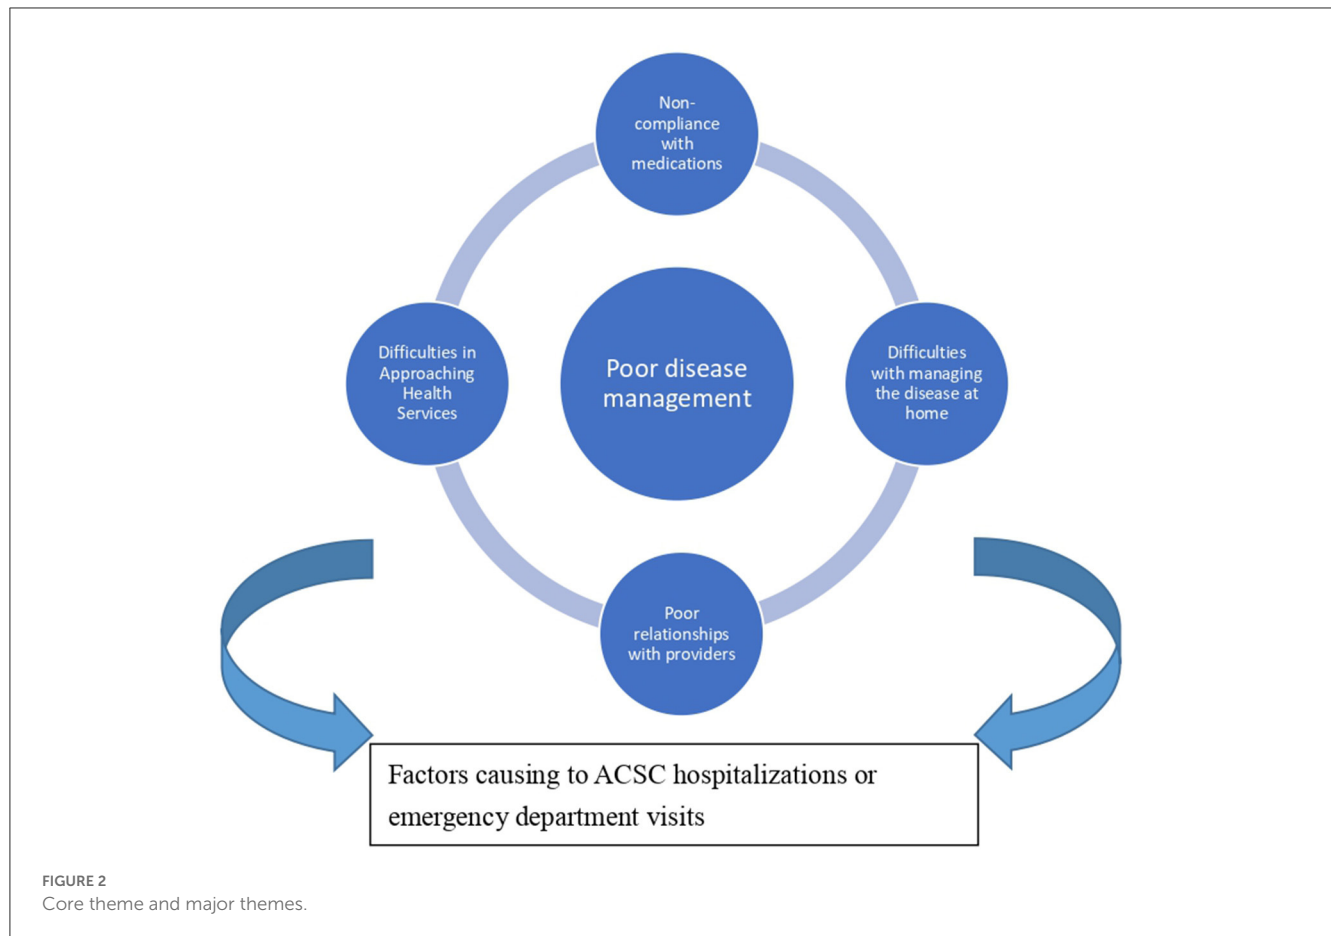 Non-
compliance
with
medications
Difficulties in
Approaching
Health
Services
Poor disease
management
Difficulties
with managing
the disease at
home
Poor
relationships
with providers
Factors causing to ACSC hospitalizations or
emergency department visits
FIGURE 2
Core theme and major themes.